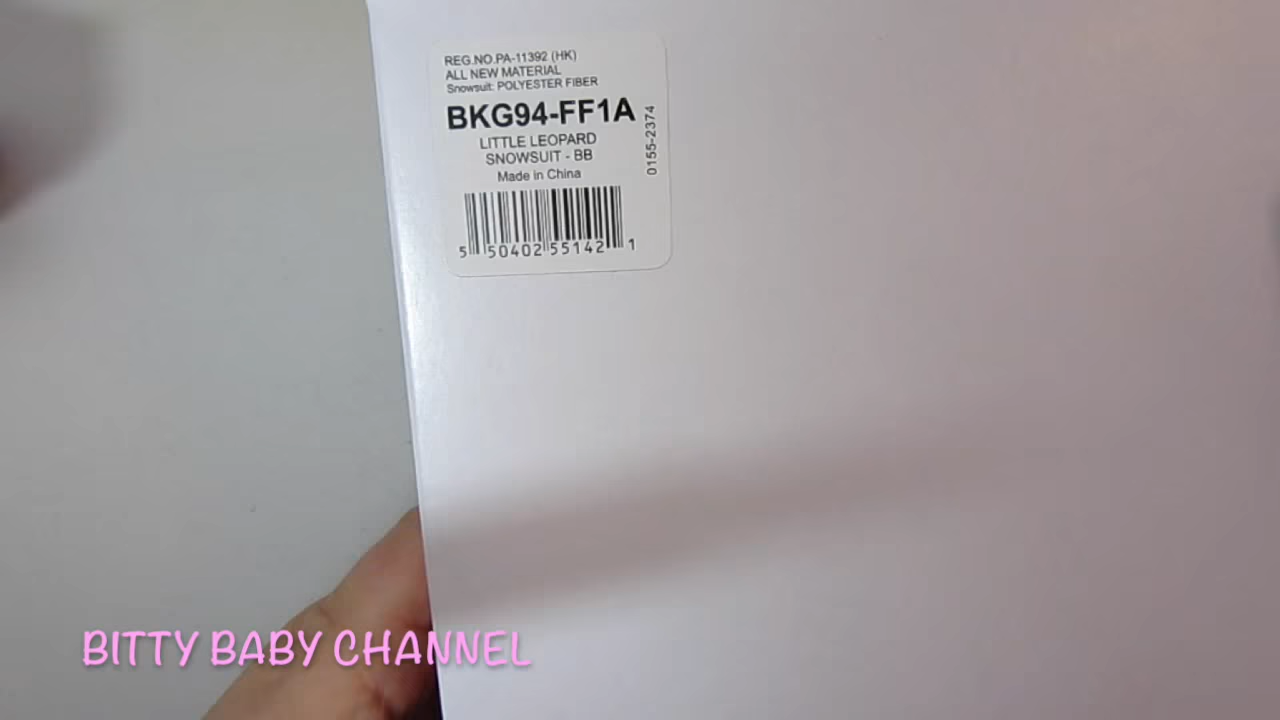 REG.NO.PA-11392 (HK)
ALL NEW MATERIAL
Snowsuit: POLYESTER FIBER
BKG94-FF1A
LITTLE LEOPARD
SNOWSUIT - BB
Made in China
0155-2374
5 50402 55142 1
BITTY BABY CHANNEL